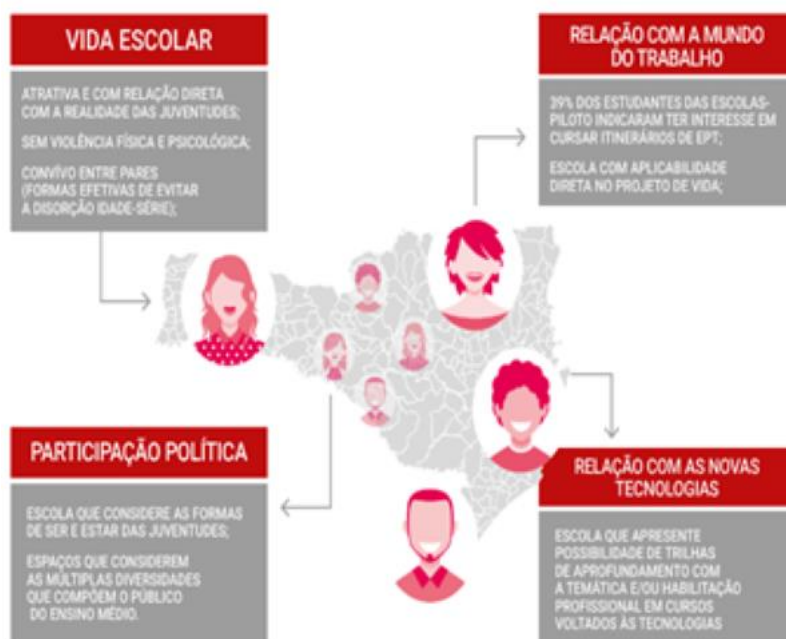 VIDA ESCOLAR
ATRATIVA E COM RELAÇÃO DIRETA
COM A REALIDADE DAS JUVENTUDES;
SEM VIOLÊNCIA FÍSICA E PSICOLÓGICA;
CONVÍVO ENTRE PARES
(FORMAS EFETIVAS DE EVITAR
A DISORÇÃO IDADE-SÉRIE);
RELAÇÃO COM A MUNDO
DO TRABALHO
39% DOS ESTUDANTES DAS ESCOLAS-
PILOTO INDICARAM TER INTERESSE EM
CURSAR ITINERÁRIOS DE EPT;
ESCOLA COM APLICABILIDADE
DIRETA NO PROJETO DE VIDA;
PARTICIPAÇÃO POLÍTICA
ESCOLA QUE CONSIDERE AS FORMAS
DE SER E ESTAR DAS JUVENTUDES;
ESPAÇOS QUE CONSIDEREM
AS MÚLTIPLAS DIVERSIDADES
QUE COMPÕEM O PÚBLICO
DO ENSINO MÉDIO.
RELAÇÃO COM AS NOVAS
TECNOLOGIAS
ESCOLA QUE APRESENTE
POSSIBILIDADE DE TRILHAS
DE APROFUNDAMENTO COM
A TEMÁTICA E/OU HABILITAÇÃO
PROFISSIONAL EM CURSOS
VOLTADOS ÀS TECNOLOGIAS